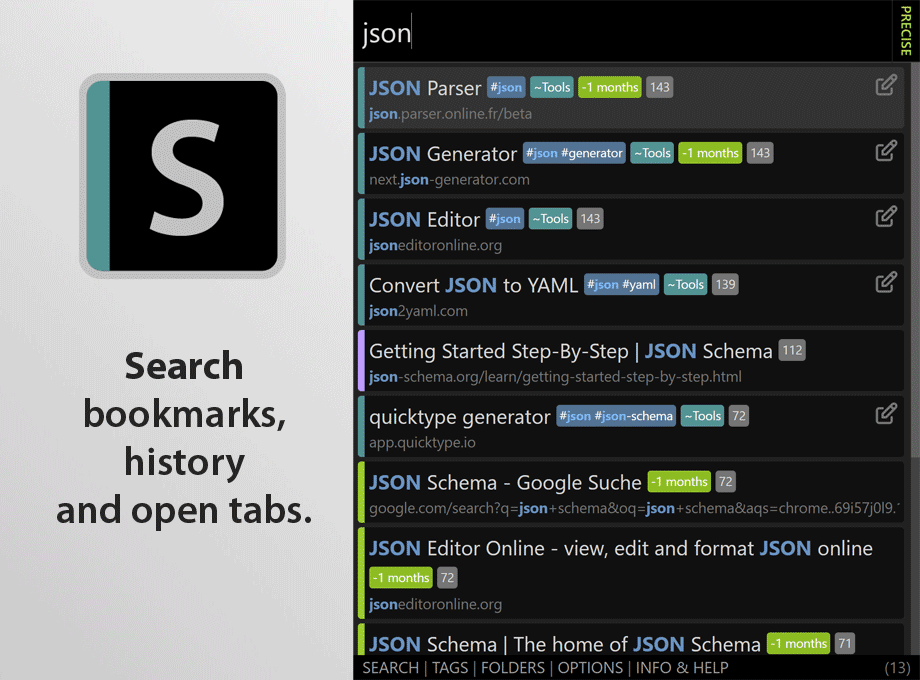 S
Search
bookmarks,
history
and open tabs.
json
PRECISE
JSON Parser #json ~Tools -1 months 143
json.parser.online.fr/beta
JSON Generator #json #generator ~Tools -1 months 143
next.json-generator.com
JSON Editor #json ~Tools 143
jsoneditoronline.org
Convert JSON to YAML #json #yaml ~Tools 139
json2yaml.com
Getting Started Step-By-Step | JSON Schema 112
json-schema.org/learn/getting-started-step-by-step.html
quicktype generator #json #json-schema ~Tools 72
app.quicktype.io
JSON Schema - Google Suche -1 months 72
google.com/search?q=json+schema&oq=json+schema&aqs=chrome..69i57j0l9.
JSON Editor Online - view, edit and format JSON online
-1 months 72
jsoneditoronline.org
JSON Schema | The home of JSON Schema -1 months 71
SEARCH | TAGS | FOLDERS | OPTIONS | INFO & HELP (13)